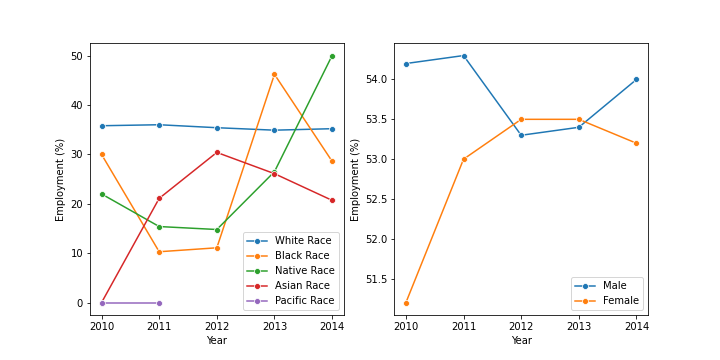 50
40
30
20
10
0
Employment (%)
2010 2011 2012 2013 2014
Year
White Race
Black Race
Native Race
Asian Race
Pacific Race
54.0
53.5
53.0
52.5
52.0
51.5
Employment (%)
2010 2011 2012 2013 2014
Year
Male
Female